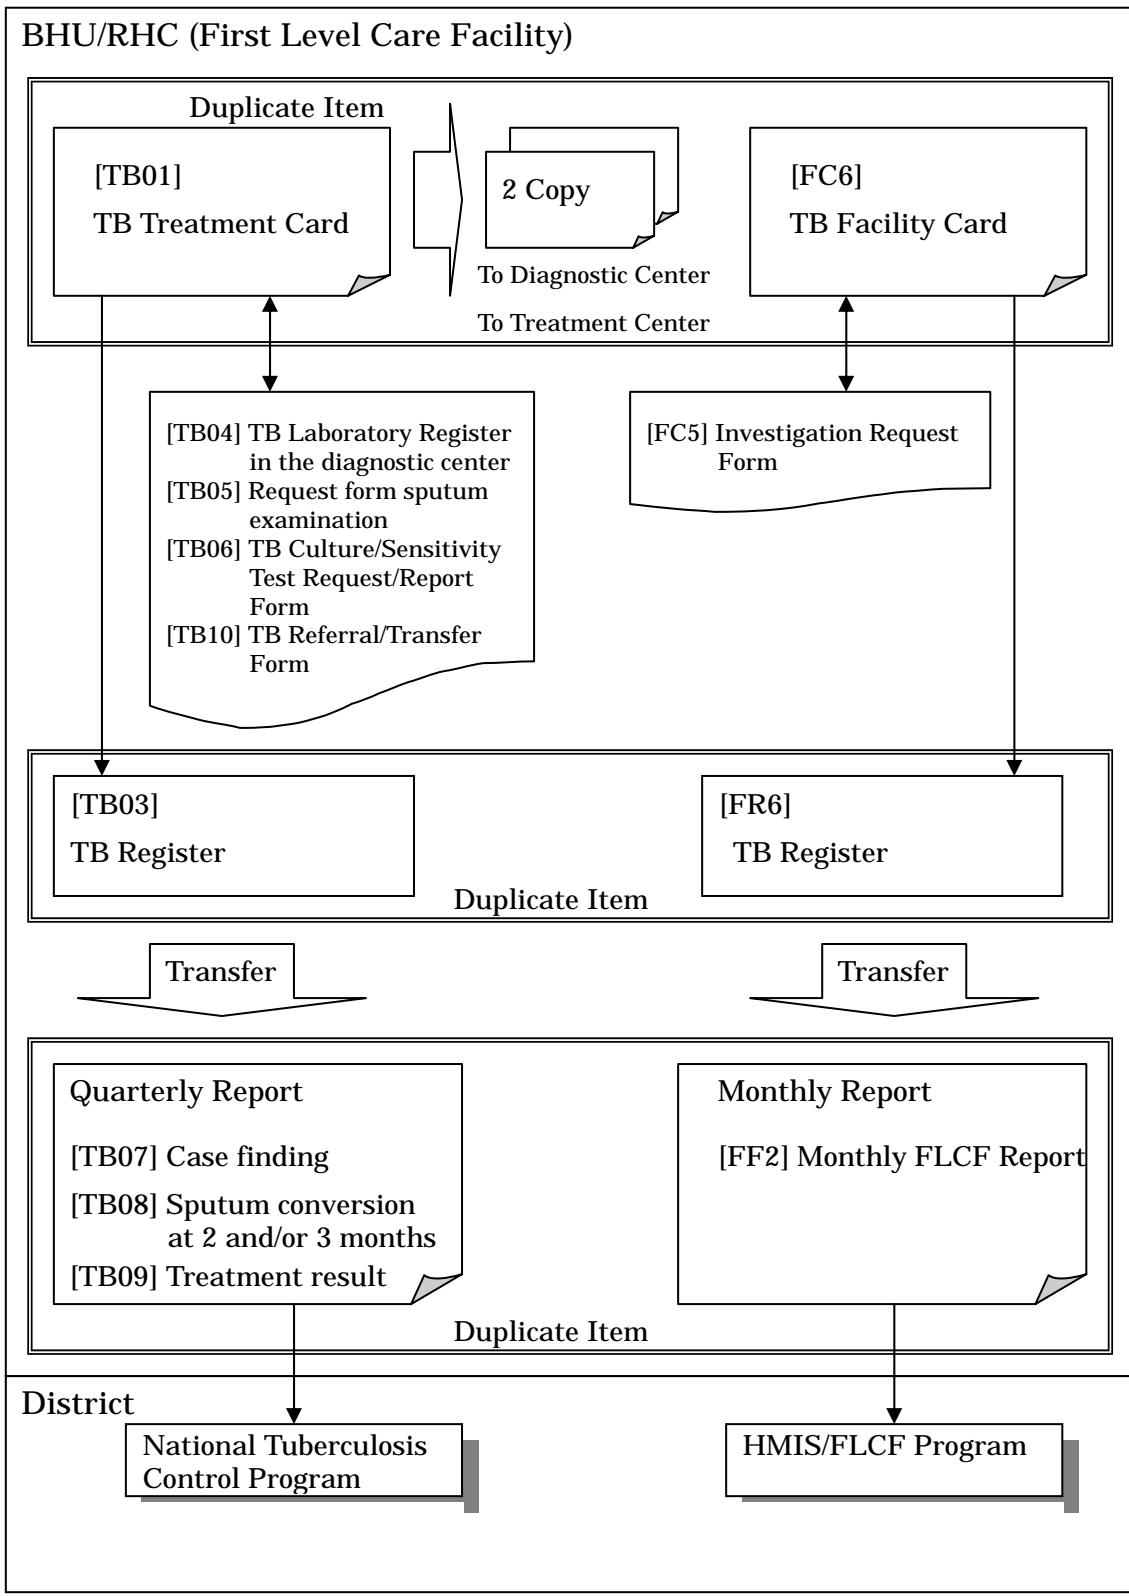 BHU/RHC (First Level Care Facility)
Duplicate Item
[TB01]
TB Treatment Card
2 Copy
To Diagnostic Center
To Treatment Center
[FC6]
TB Facility Card
[TB04] TB Laboratory Register
in the diagnostic center
[TB05] Request form sputum
examination
[TB06] TB Culture/Sensitivity
Test Request/Report
Form
[TB10] TB Referral/Transfer
Form
[FC5] Investigation Request
Form
[TB03]
TB Register
[FR6]
TB Register
Duplicate Item
Transfer
Transfer
Quarterly Report
[TB07] Case finding
[TB08] Sputum conversion
at 2 and/or 3 months
[TB09] Treatment result
Monthly Report
[FF2] Monthly FLCF Report
Duplicate Item
District
National Tuberculosis
Control Program
HMIS/FLCF Program